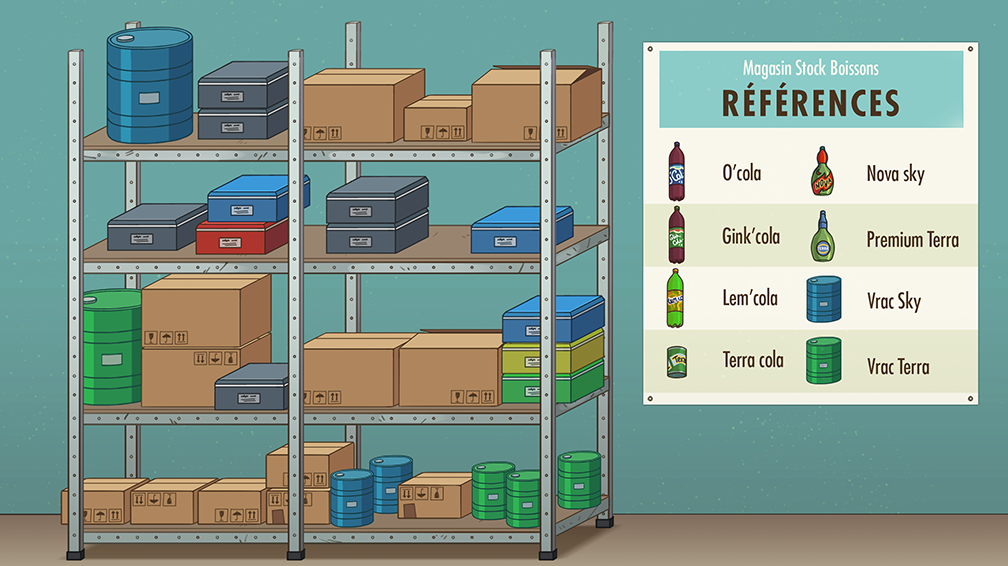 Magasin Stock Boissons
RÉFÉRENCES
O'cola
Nova sky
Gink'cola
Premium Terra
Lem'cola
Vrac Sky
Terra cola
Vrac Terra